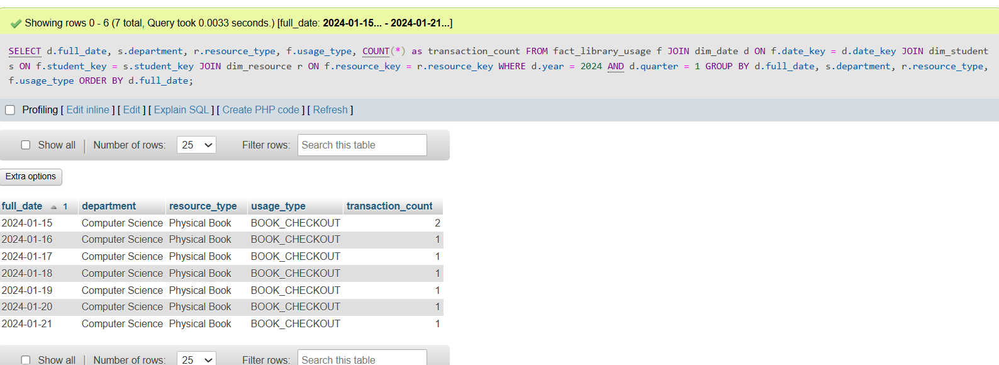 Showing rows 0 - 6 (7 total, Query took 0.0033 seconds.) [full_date: 2024-01-15... - 2024-01-21...]
SELECT d.full_date, s.department, r.resource_type, f.usage_type, COUNT(*) as transaction_count FROM fact_library_usage f JOIN dim_date d ON f.date_key = d.date_key JOIN dim_student
s ON f.student_key = s.student_key JOIN dim_resource r ON f.resource_key = r.resource_key WHERE d.year = 2024 AND d.quarter = 1 GROUP BY d.full_date, s.department, r.resource_type,
f.usage_type ORDER BY d.full_date;
Profiling [ Edit inline ] [ Edit ] [ Explain SQL ] [ Create PHP code ] [ Refresh ]
Show all | Number of rows: 25 Filter rows: Search this table
Extra options
full_date 1 department resource_type usage_type transaction_count
2024-01-15 Computer Science Physical Book BOOK_CHECKOUT 2
2024-01-16 Computer Science Physical Book BOOK_CHECKOUT 1
2024-01-17 Computer Science Physical Book BOOK_CHECKOUT 1
2024-01-18 Computer Science Physical Book BOOK_CHECKOUT 1
2024-01-19 Computer Science Physical Book BOOK_CHECKOUT 1
2024-01-20 Computer Science Physical Book BOOK_CHECKOUT 1
2024-01-21 Computer Science Physical Book BOOK_CHECKOUT 1
Show all | Number of rows: 25 Filter rows: Search this table